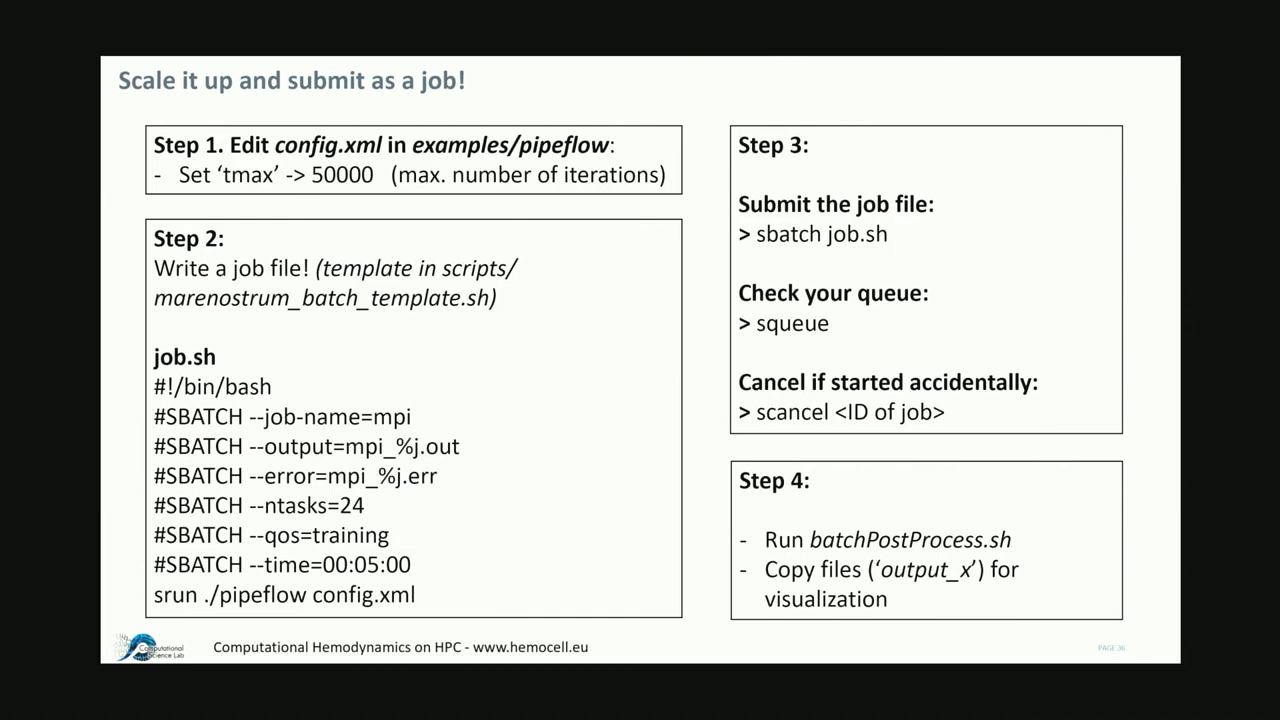 Scale it up and submit as a job!
Step 1. Edit config.xml in examples/pipeflow:
- Set ‘tmax’ -> 50000 (max. number of iterations)
Step 2:
Write a job file! (template in scripts/
marenostrum_batch_template.sh)
job.sh
#!/bin/bash
#SBATCH --job-name=mpi
#SBATCH --output=mpi_%j.out
#SBATCH --error=mpi_%j.err
#SBATCH --ntasks=24
#SBATCH --qos=training
#SBATCH --time=00:05:00
srun ./pipeflow config.xml
Step 3:
Submit the job file:
> sbatch job.sh
Check your queue:
> squeue
Cancel if started accidentally:
> scancel <ID of job>
Step 4:
- Run batchPostProcess.sh
- Copy files (‘output_x’) for
visualization
Computational
Science Lab
Computational Hemodynamics on HPC - www.hemocell.eu
PAGE 36